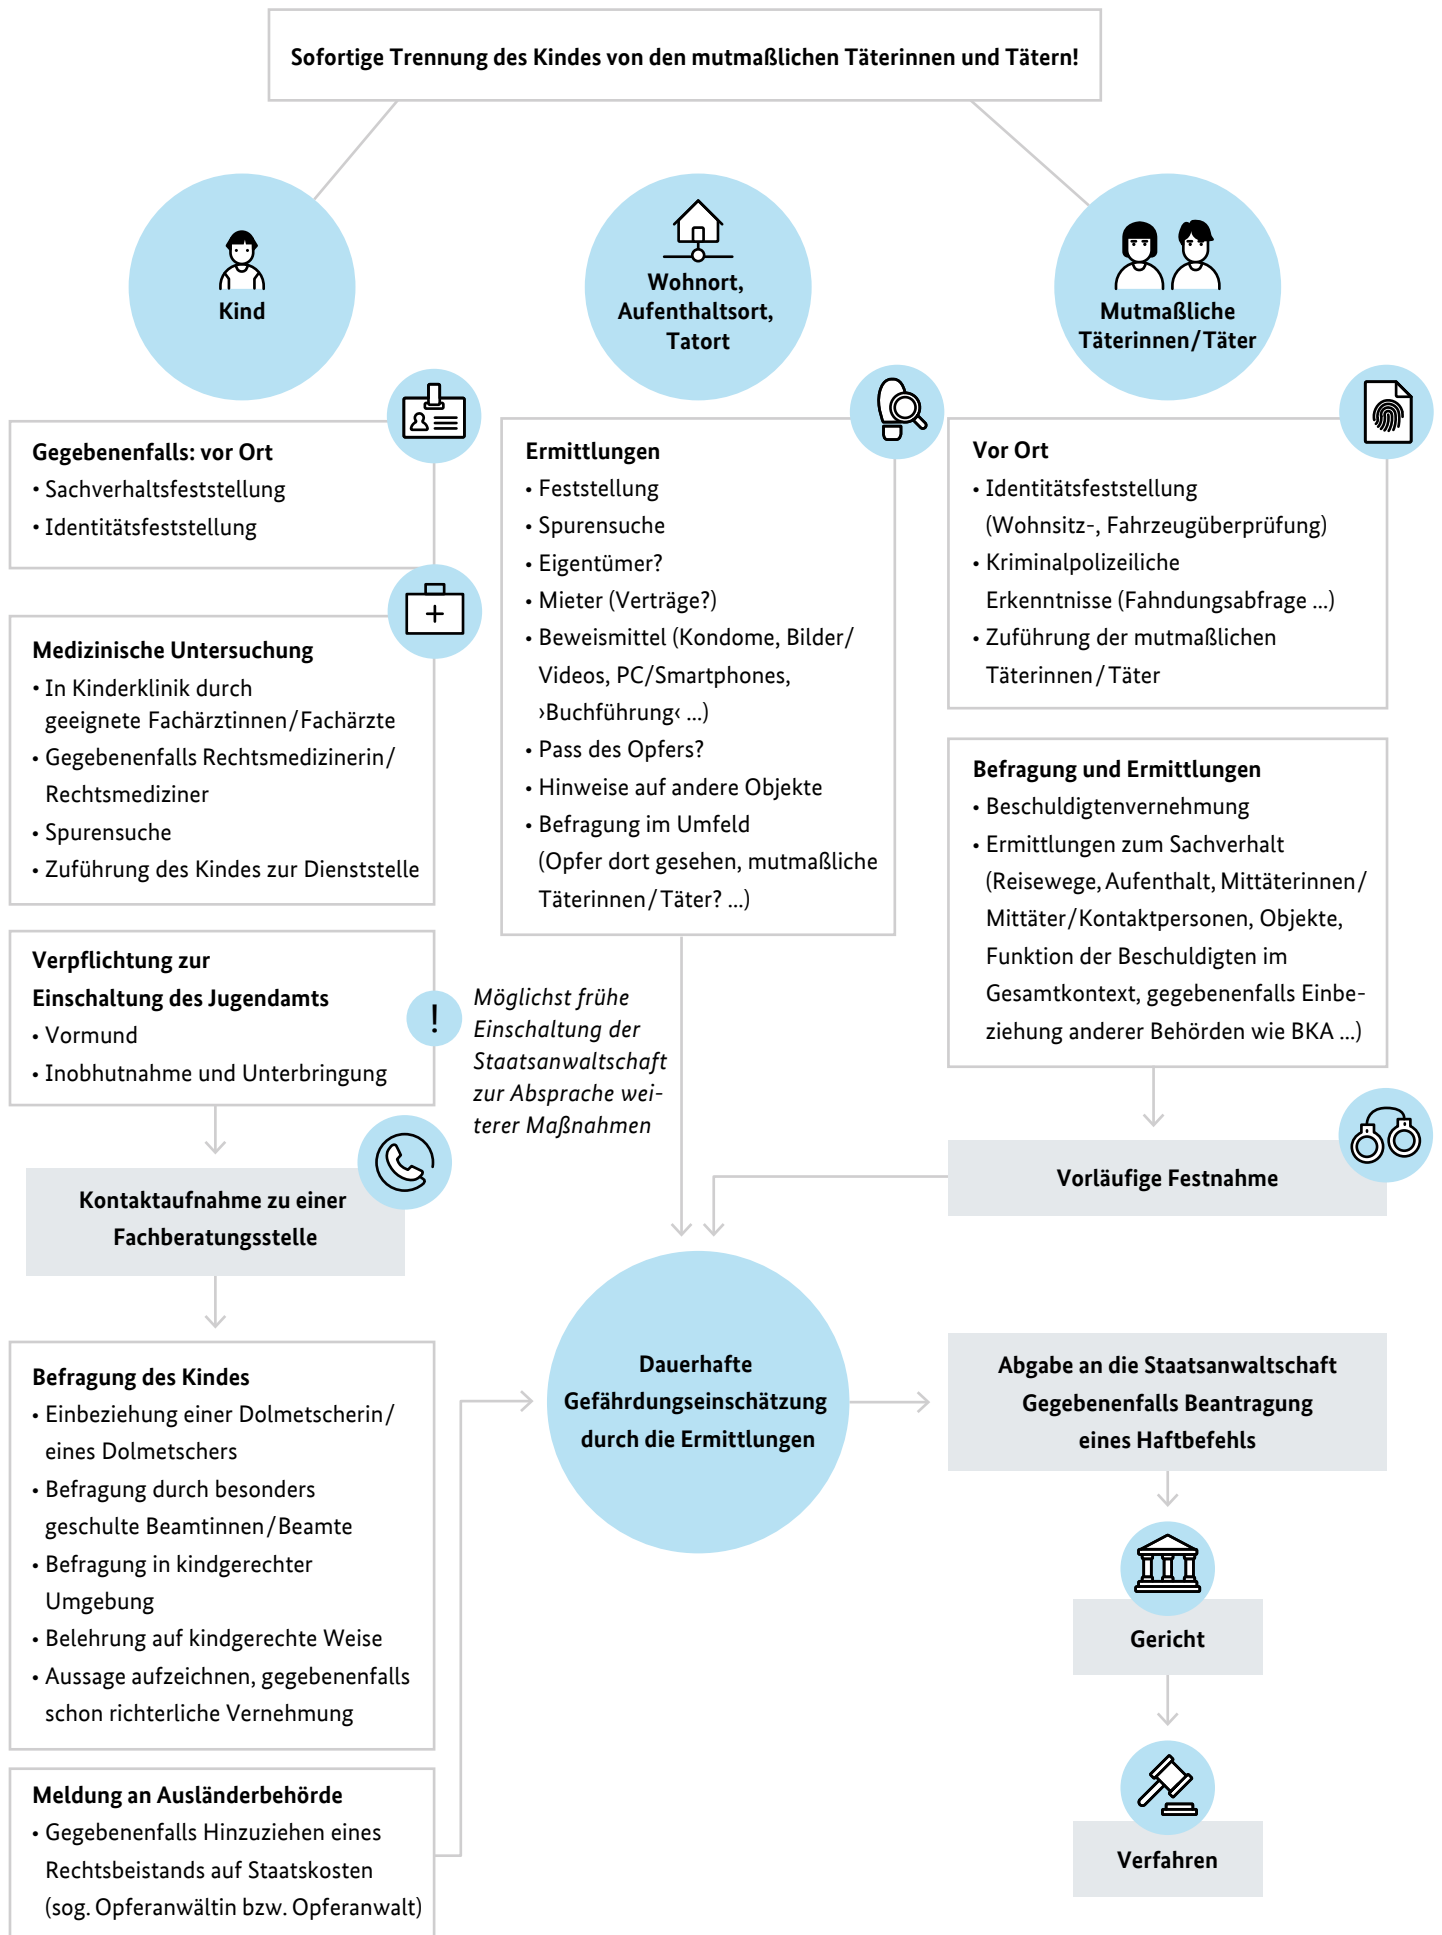 Sofortige Trennung des Kindes von den mutmaßlichen Täterinnen und Tätern!
Kind
Wohnort,
Aufenthaltsort,
Tatort
Mutmaßliche
Täterinnen/Täter
Gegebenenfalls: vor Ort
• Sachverhaltsfeststellung
• Identitätsfeststellung
Medizinische Untersuchung
• In Kinderklinik durch
geeignete Fachärztinnen/Fachärzte
• Gegebenenfalls Rechtsmedizinerin/
Rechtsmediziner
• Spurensuche
• Zuführung des Kindes zur Dienststelle
Verpflichtung zur
Einschaltung des Jugendamts
• Vormund
• Inobhutnahme und Unterbringung
!
Möglichst frühe
Einschaltung der
Staatsanwaltschaft
zur Absprache wei-
terer Maßnahmen
Kontaktaufnahme zu einer
Fachberatungsstelle
Befragung des Kindes
• Einbeziehung einer Dolmetscherin/
eines Dolmetschers
• Befragung durch besonders
geschulte Beamtinnen/Beamte
• Befragung in kindgerechter
Umgebung
• Belehrung auf kindgerechte Weise
• Aussage aufzeichnen, gegebenenfalls
schon richterliche Vernehmung
Meldung an Ausländerbehörde
• Gegebenenfalls Hinzuziehen eines
Rechtsbeistands auf Staatskosten
(sog. Opferanwältin bzw. Opferanwalt)
Ermittlungen
• Feststellung
• Spurensuche
• Eigentümer?
• Mieter (Verträge?)
• Beweismittel (Kondome, Bilder/
Videos, PC/Smartphones,
›Buchführung‹ ...)
• Pass des Opfers?
• Hinweise auf andere Objekte
• Befragung im Umfeld
(Opfer dort gesehen, mutmaßliche
Täterinnen/Täter? ...)
Vor Ort
• Identitätsfeststellung
(Wohnsitz-, Fahrzeugüberprüfung)
• Kriminalpolizeiliche
Erkenntnisse (Fahndungsabfrage ...)
• Zuführung der mutmaßlichen
Täterinnen/Täter
Befragung und Ermittlungen
• Beschuldigtenvernehmung
• Ermittlungen zum Sachverhalt
(Reisewege, Aufenthalt, Mittäterinnen/
Mittäter/Kontaktpersonen, Objekte,
Funktion der Beschuldigten im
Gesamtkontext, gegebenenfalls Einbe-
ziehung anderer Behörden wie BKA ...)
Vorläufige Festnahme
Dauerhafte
Gefährdungseinschätzung
durch die Ermittlungen
Abgabe an die Staatsanwaltschaft
Gegebenenfalls Beantragung
eines Haftbefehls
Gericht
Verfahren